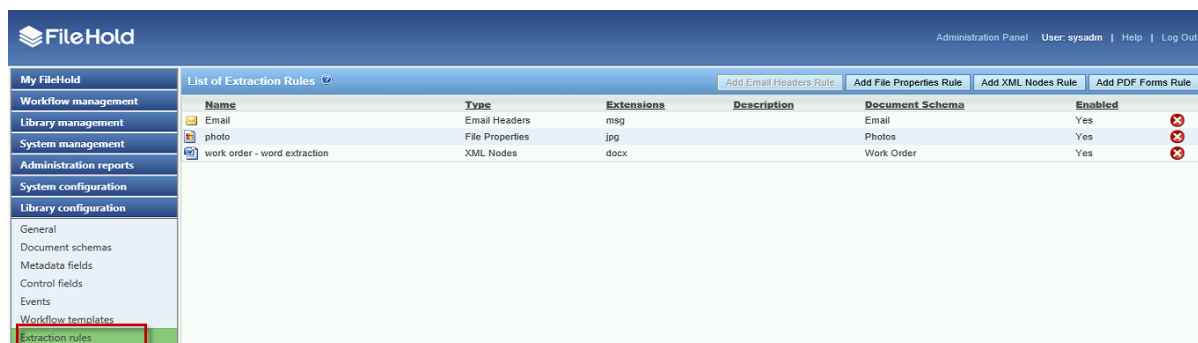 FileHold
Administration Panel User: sysadm | Help | Log Out
My FileHold
List of Extraction Rules
Add Email Headers Rule Add File Properties Rule Add XML Nodes Rule Add PDF Forms Rule
Workflow management
Library management
System management
Administration reports
System configuration
Library configuration
General
Document schemas
Metadata fields
Control fields
Events
Workflow templates
Extraction rules
Name Type Extensions Description Document Schema Enabled
Email Email Headers msg Email Yes
photo File Properties jpg Photos Yes
work order - word extraction XML Nodes docx Work Order Yes